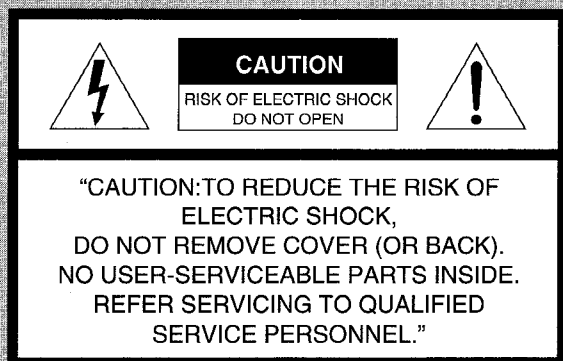 CAUTION
RISK OF ELECTRIC SHOCK
DO NOT OPEN
“CAUTION:TO REDUCE THE RISK OF
ELECTRIC SHOCK,
DO NOT REMOVE COVER (OR BACK).
NO USER-SERVICEABLE PARTS INSIDE.
REFER SERVICING TO QUALIFIED
SERVICE PERSONNEL.”